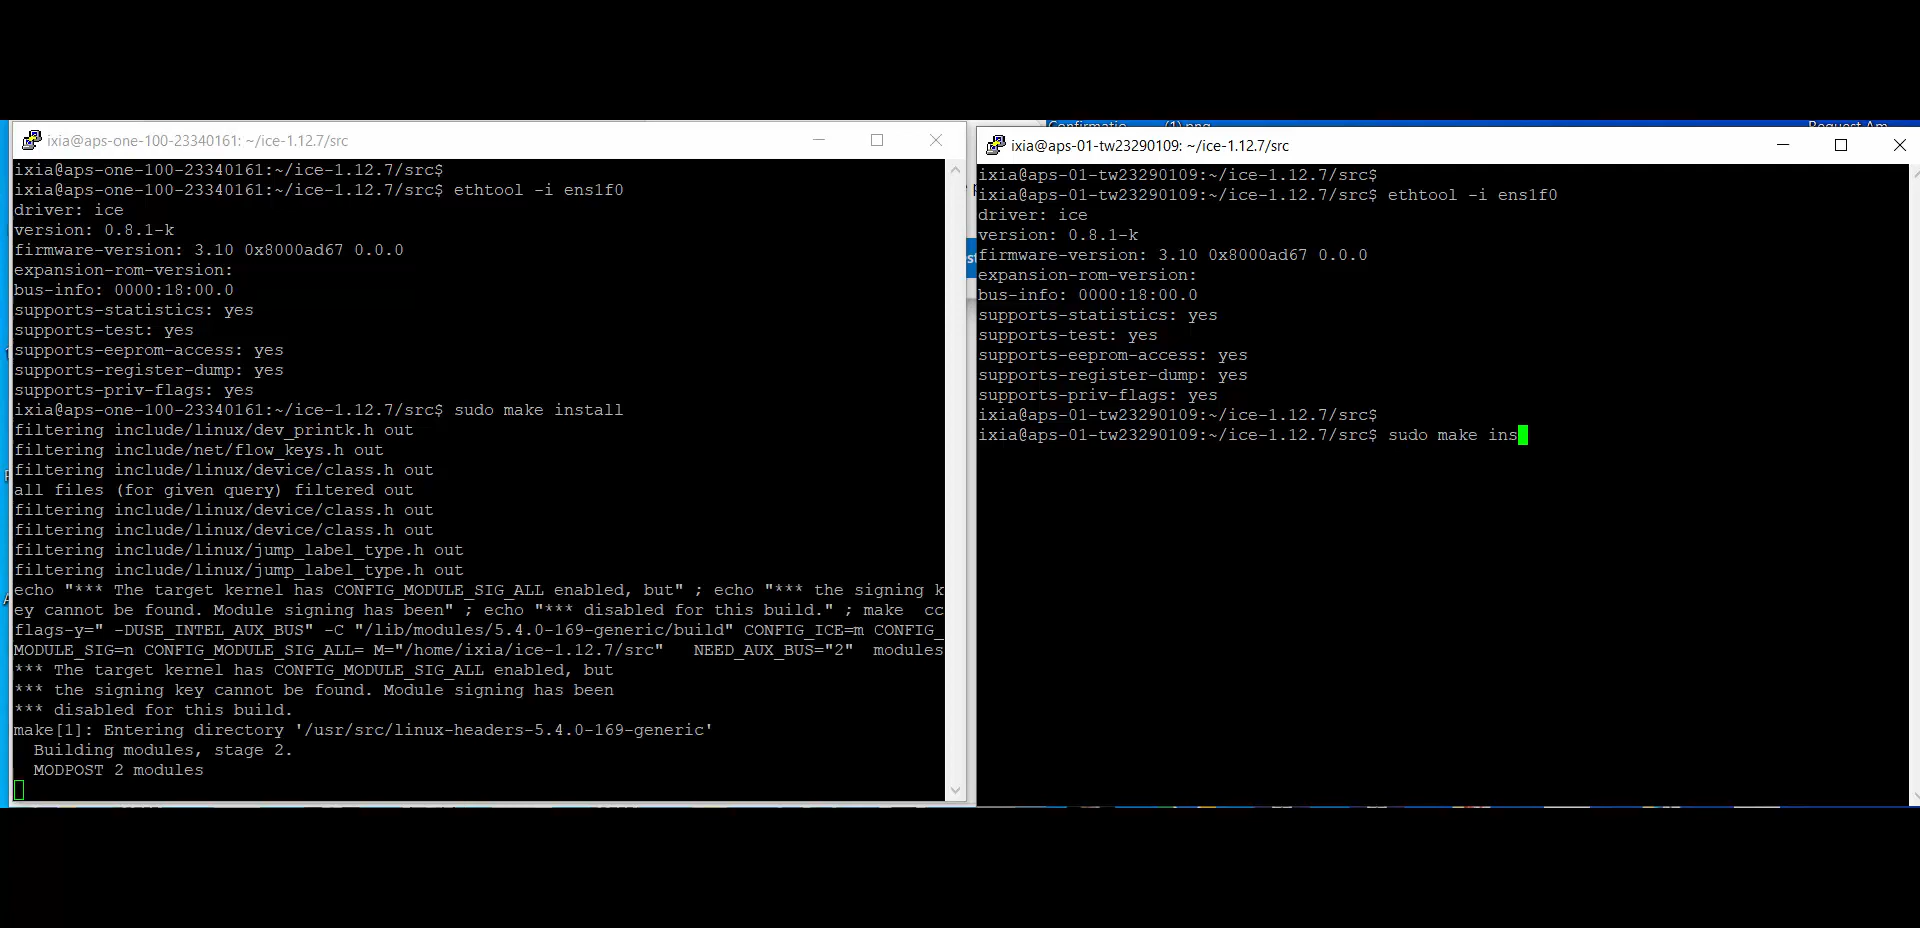 ixia@aps-one-100-23340161: ~/ice-1.12.7/src
ixia@aps-one-100-23340161:~/ice-1.12.7/src$
ixia@aps-one-100-23340161:~/ice-1.12.7/src$ ethtool -i ens1f0
driver: ice
version: 0.8.1-k
firmware-version: 3.10 0x8000ad67 0.0.0
expansion-rom-version:
bus-info: 0000:18:00.0
supports-statistics: yes
supports-test: yes
supports-eeprom-access: yes
supports-register-dump: yes
supports-priv-flags: yes
ixia@aps-one-100-23340161:~/ice-1.12.7/src$ sudo make install
filtering include/linux/dev_printk.h out
filtering include/net/flow_keys.h out
filtering include/linux/device/class.h out
all files (for given query) filtered out
filtering include/linux/device/class.h out
filtering include/linux/device/class.h out
filtering include/linux/jump_label_type.h out
filtering include/linux/jump_label_type.h out
echo "*** The target kernel has CONFIG_MODULE_SIG_ALL enabled, but" ; echo "*** the signing k
ey cannot be found. Module signing has been" ; echo "*** disabled for this build." ; make  cc
flags-y=" -DUSE_INTEL_AUX_BUS" -C "/lib/modules/5.4.0-169-generic/build" CONFIG_ICE=m CONFIG_
MODULE_SIG=n CONFIG_MODULE_SIG_ALL= M="/home/ixia/ice-1.12.7/src"   NEED_AUX_BUS="2"  modules
*** The target kernel has CONFIG_MODULE_SIG_ALL enabled, but
*** the signing key cannot be found. Module signing has been
*** disabled for this build.
make[1]: Entering directory '/usr/src/linux-headers-5.4.0-169-generic'
  Building modules, stage 2.
  MODPOST 2 modules
ixia@aps-01-tw23290109: ~/ice-1.12.7/src
ixia@aps-01-tw23290109:~/ice-1.12.7/src$
ixia@aps-01-tw23290109:~/ice-1.12.7/src$ ethtool -i ens1f0
driver: ice
version: 0.8.1-k
firmware-version: 3.10 0x8000ad67 0.0.0
expansion-rom-version:
bus-info: 0000:18:00.0
supports-statistics: yes
supports-test: yes
supports-eeprom-access: yes
supports-register-dump: yes
supports-priv-flags: yes
ixia@aps-01-tw23290109:~/ice-1.12.7/src$
ixia@aps-01-tw23290109:~/ice-1.12.7/src$ sudo make ins